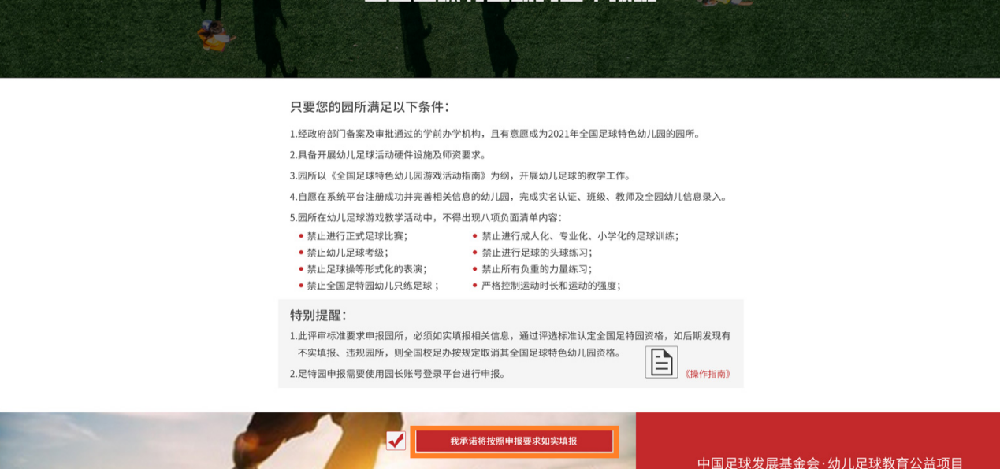 只要您的园所满足以下条件：
1.经政府部门备案及审批通过的学前办学机构，且有意愿成为2021年全国足球特色幼儿园的园所。
2.具备开展幼儿足球活动硬件设施及师资要求。
3.园所以《全国足球特色幼儿园游戏活动指南》为纲，开展幼儿足球的教学工作。
4.自愿在系统平台注册成功并完善相关信息的幼儿园，完成实名认证、班级、教师及全园幼儿信息录入。
5.园所在幼儿足球游戏教学活动中，不得出现八项负面清单内容：
● 禁止进行正式足球比赛；
● 禁止进行成人化、专业化、小学化的足球训练；
● 禁止幼儿足球考级；
● 禁止进行足球的头球练习；
● 禁止足球操等形式化的表演；
● 禁止所有负重的力量练习；
● 禁止全国足特园幼儿只练足球；
● 严格控制运动时长和运动的强度；
特别提醒：
1.此评审标准要求申报园所，必须如实填报相关信息，通过评选标准认定全国足特园资格，如后期发现有
不实填报、违规园所，则全国校足办按规定取消其全国足球特色幼儿园资格。
2.足特园申报需要使用园长账号登录平台进行申报。
《操作指南》
我承诺将按照申报要求如实填报
中国足球发展基金会·幼儿足球教育公益项目